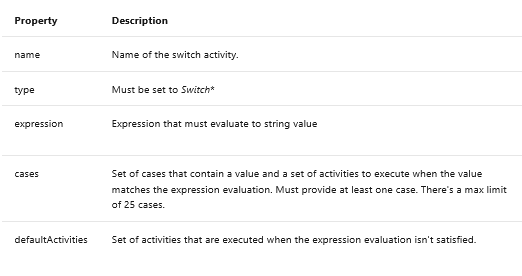 Property Description
name Name of the switch activity.
type Must be set to Switch*
expression Expression that must evaluate to string value
cases Set of cases that contain a value and a set of activities to execute when the value
matches the expression evaluation. Must provide at least one case. There's a max limit
of 25 cases.
defaultActivities Set of activities that are executed when the expression evaluation isn't satisfied.